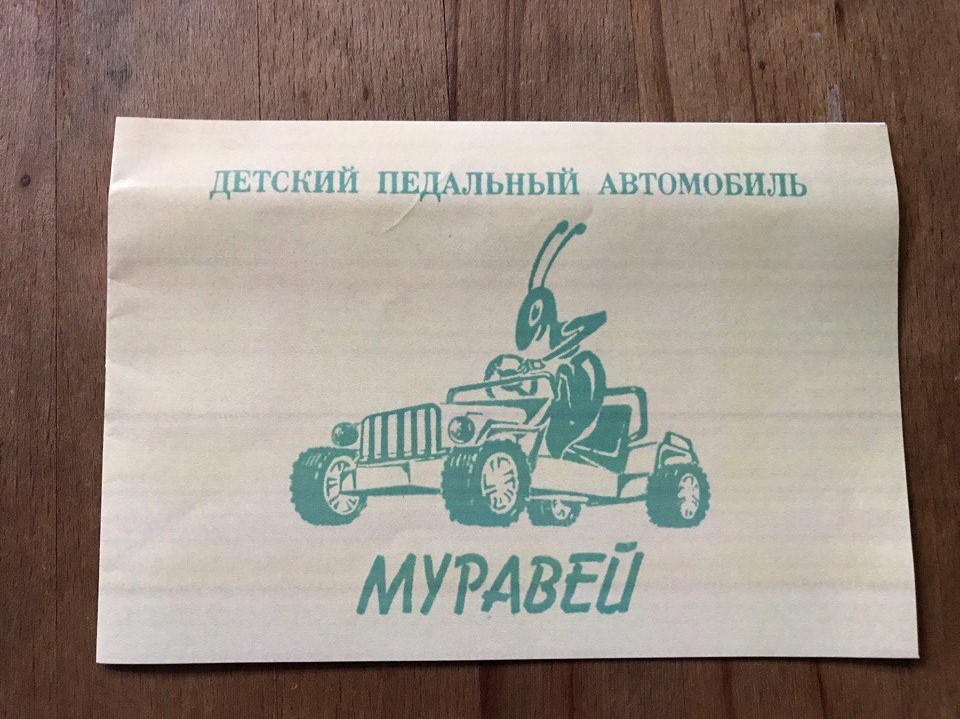 ДЕТСКИЙ ПЕДАЛЬНЫЙ АВТОМОБИЛЬ
МУРАВЕЙ